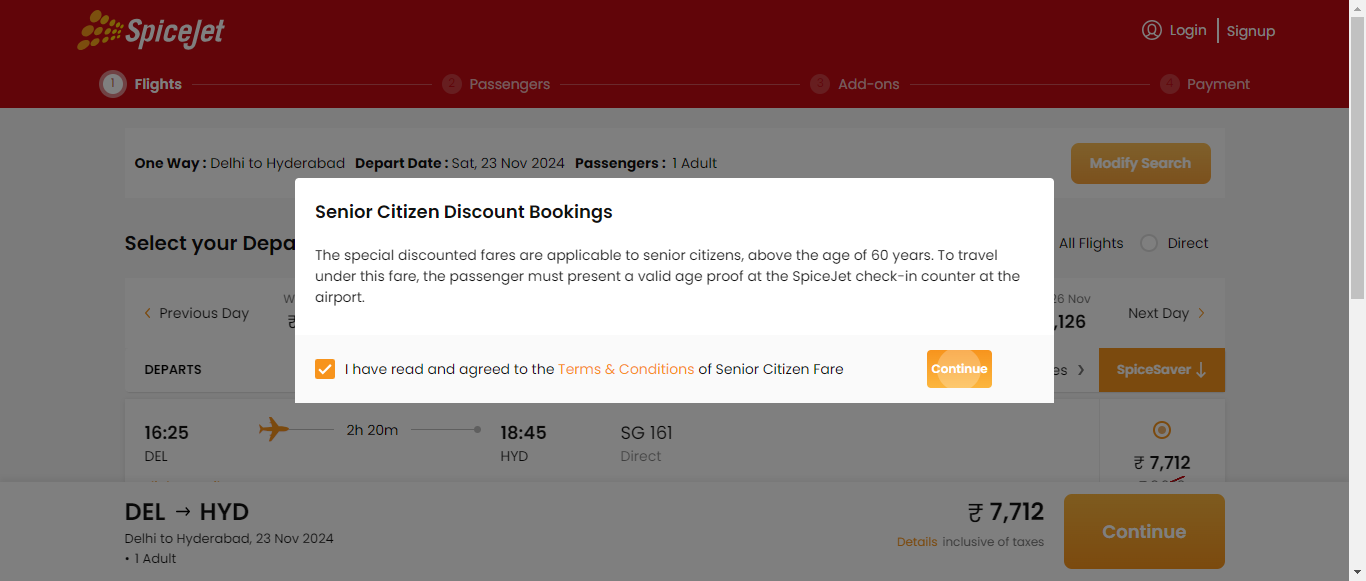 SpiceJet
Login Signup
1 Flights 2 Passengers 3 Add-ons 4 Payment
One Way : Delhi to Hyderabad Depart Date : Sat, 23 Nov 2024 Passengers : 1 Adult
Modify Search
Senior Citizen Discount Bookings
The special discounted fares are applicable to senior citizens, above the age of 60 years. To travel
under this fare, the passenger must present a valid age proof at the SpiceJet check-in counter at the
airport.
I have read and agreed to the Terms & Conditions of Senior Citizen Fare
Continue
Select your Depa
All Flights Direct
Previous Day
26 Nov
,126
Next Day
DEPARTS
es
SpiceSaver
16:25 2h 20m 18:45 SG 161
DEL HYD Direct
₹ 7,712
DEL → HYD
Delhi to Hyderabad, 23 Nov 2024
• 1 Adult
₹ 7,712
Details inclusive of taxes
Continue